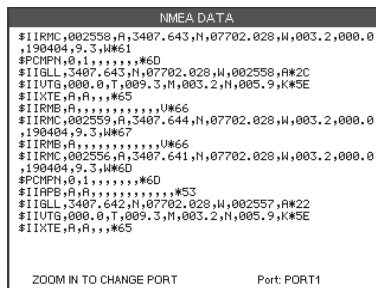 NMEA DATA
$IIRMC,002558,A,3407.643,N,07702.028,W,003.2,000.0
,190404,9.3,W*61
$PCMPN,0,1,,,,,,,*6D
$IIGLL,3407.643,N,07702.028,W,002558,A*2C
$IIVTG,000.0,T,009.3,M,003.2,N,005.9,K*5E
$IIXTE,A,A,,,*65
$IIRMB,A,,,,,,,,,,,,V*66
$IIRMC,002559,A,3407.644,N,07702.028,W,003.2,000.0
,190404,9.3,W*67
$IIRMB,A,,,,,,,,,,,,V*66
$IIRMC,002556,A,3407.641,N,07702.028,W,003.2,000.0
,190404,9.3,W*6D
$PCMPN,0,1,,,,,,,*6D
$IIAPB,A,A,,,,,,,,,,,,*53
$IIGLL,3407.642,N,07702.028,W,002557,A*22
$IIVTG,000.0,T,009.3,M,003.2,N,005.9,K*5E
$IIXTE,A,A,,,*65
ZOOM IN TO CHANGE PORT Port: PORT1